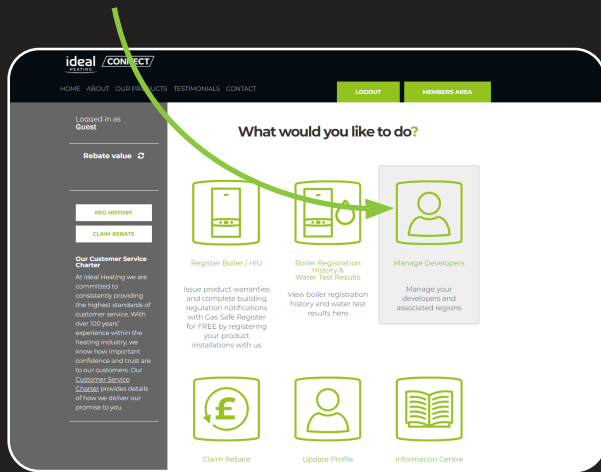 ideal
HEATING
CONNECT
HOME ABOUT OUR PRODUCTS TESTIMONIALS CONTACT
LOGOUT
MEMBERS AREA
Logged in as
Guest
Rebate value
REG HISTORY
CLAIM REBATE
Our Customer Service
Charter
At Ideal Heating we are
committed to
consistently providing
the highest standards of
customer service. With
over 100 years'
experience within the
heating industry, we
know how important
confidence and trust are
to our customers. Our
Customer Service
Charter provides details
of how we deliver our
promise to you.
What would you like to do?
Register Boiler / HIU
Issue product warranties
and complete building
regulation notifications
with Gas Safe Register
for FREE by registering
your product
installations with us
Boiler Registration
History &
Water Test Results
View boiler registration
history and water test
results here
Manage Developers
Manage your
developers and
associated regions
£
Claim Rebate
Update Profile
Information Centre